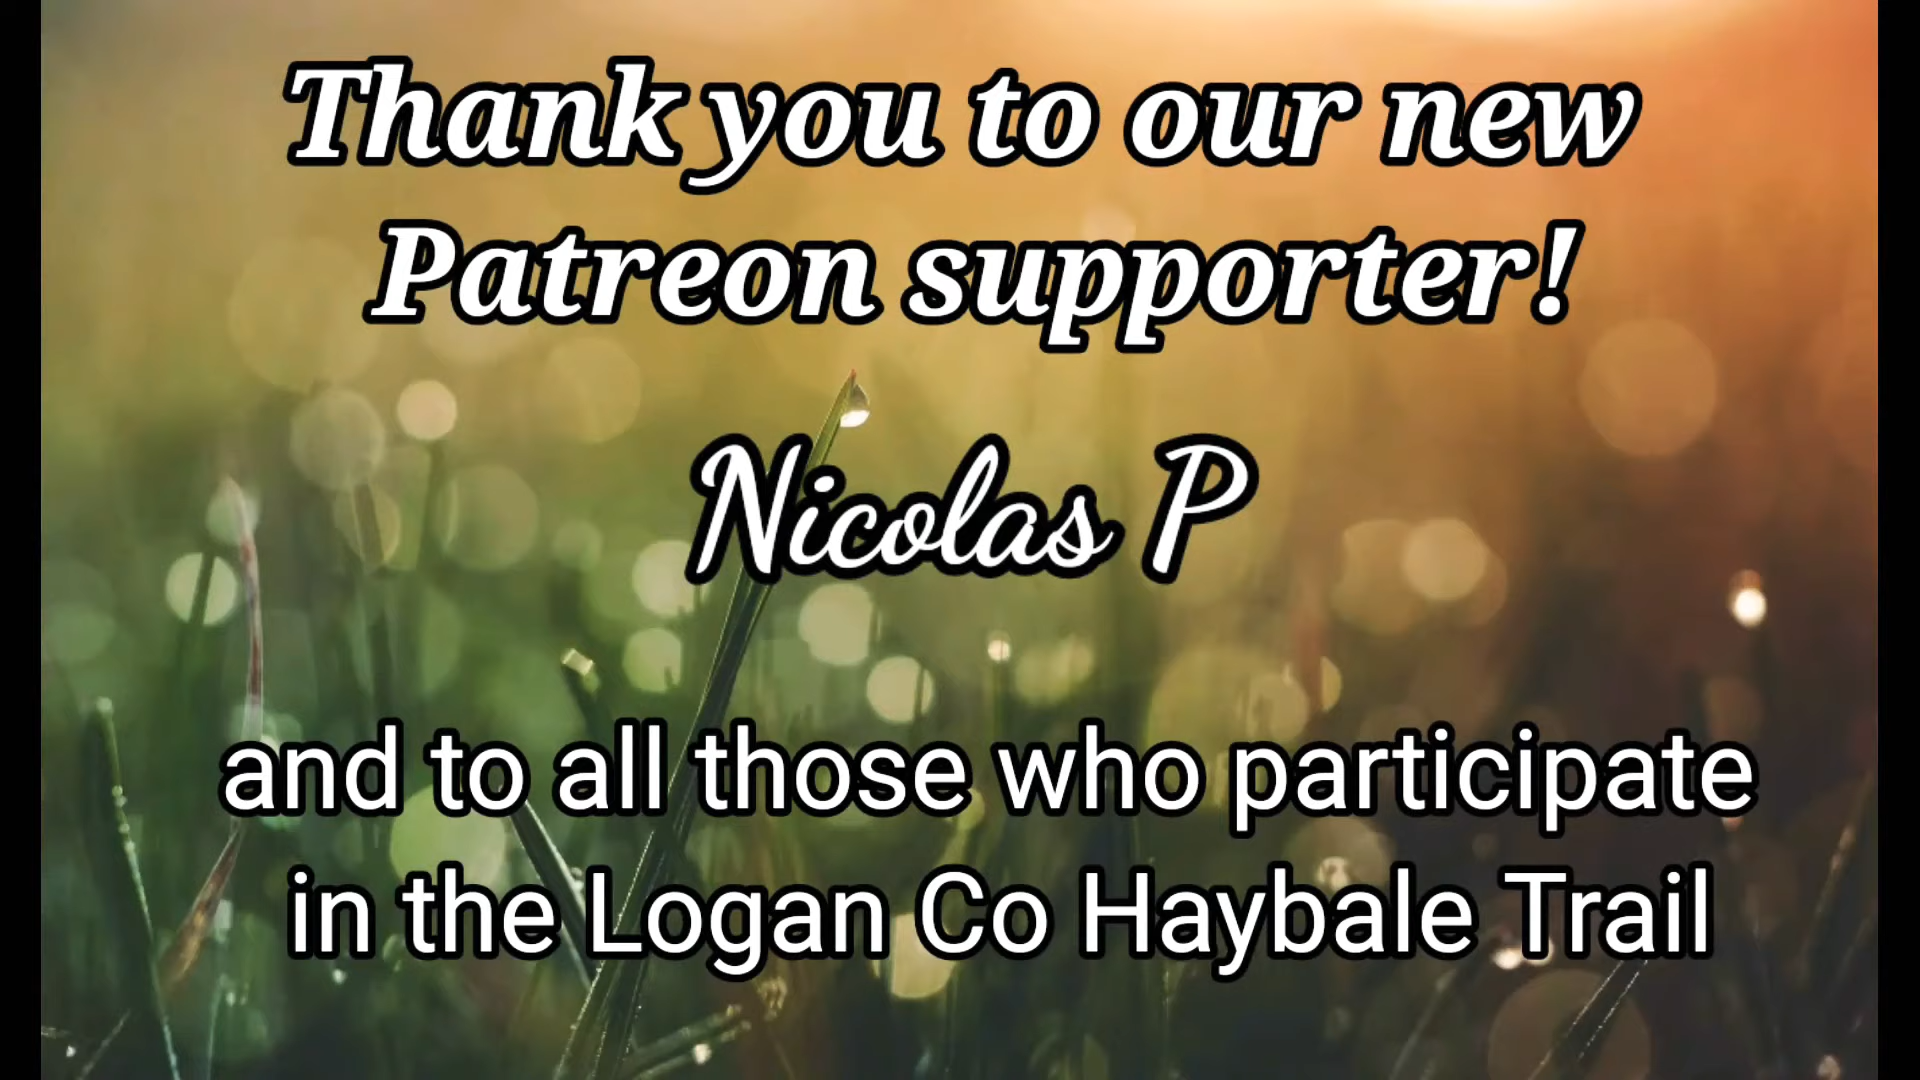 Thank you to our new
Patreon supporter!
Nicolas P
and to all those who participate
in the Logan Co Haybale Trail